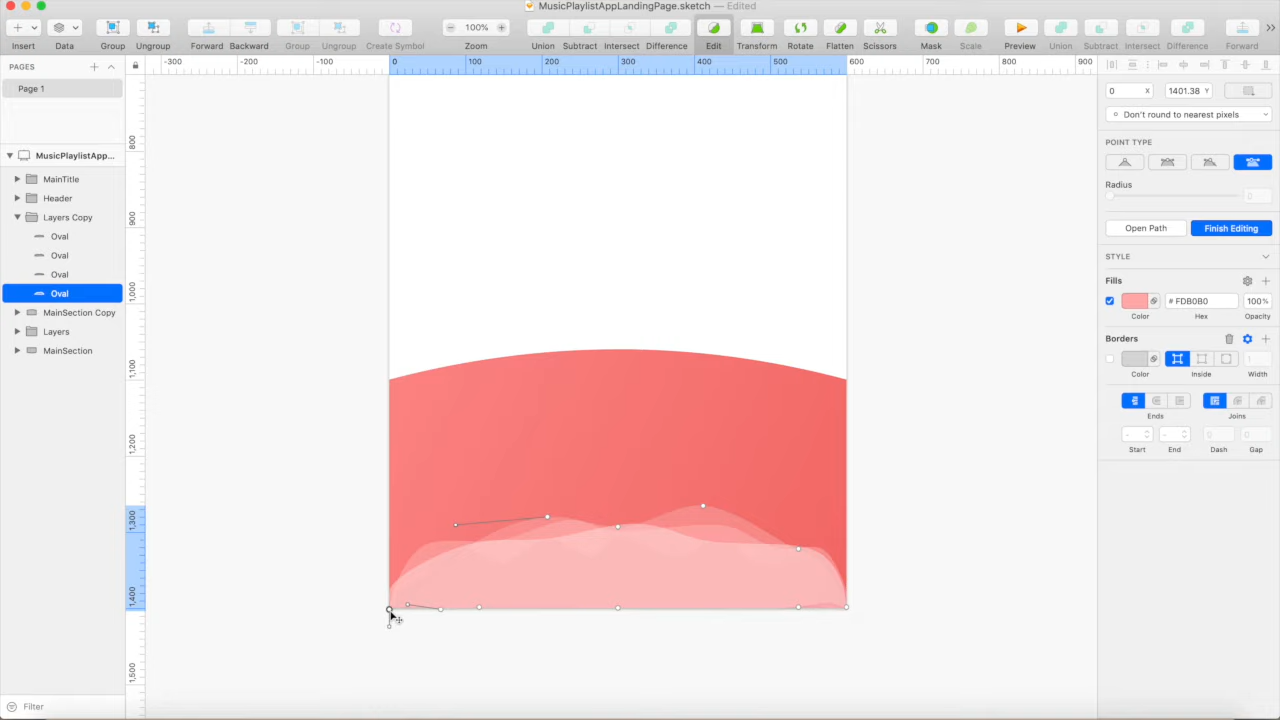 MusicPlaylistAppLandingPage.sketch — Edited
Insert Data Group Ungroup Forward Backward Group Ungroup Create Symbol 100% Zoom Union Subtract Intersect Difference Edit Transform Rotate Flatten Scissors Mask Scale Preview Union Subtract Intersect Difference Forward
PAGES
Page 1
MusicPlaylistApp...
MainTitle
Header
Layers Copy
Oval
Oval
Oval
Oval
MainSection Copy
Layers
MainSection
Filter
-300 -200 -100 0 100 200 300 400 500 600 700 800 900
800
900
1,000
1,100
1,200
1,300
1,400
1,500
0 X 1401.38 Y
Don't round to nearest pixels
POINT TYPE
Radius
0
Open Path Finish Editing
STYLE
Fills
# FDB0B0 100%
Color Hex Opacity
Borders
1
Color Inside Width
Ends Joins
- - 0 0
Start End Dash Gap